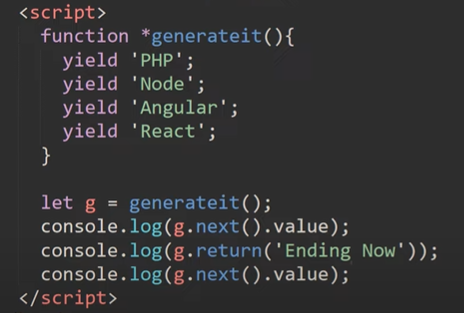 <script>
function *generateit(){
yield 'PHP';
yield 'Node';
yield 'Angular';
yield 'React';
}
let g = generateit();
console.log(g.next().value);
console.log(g.return('Ending Now'));
console.log(g.next().value);
</script>